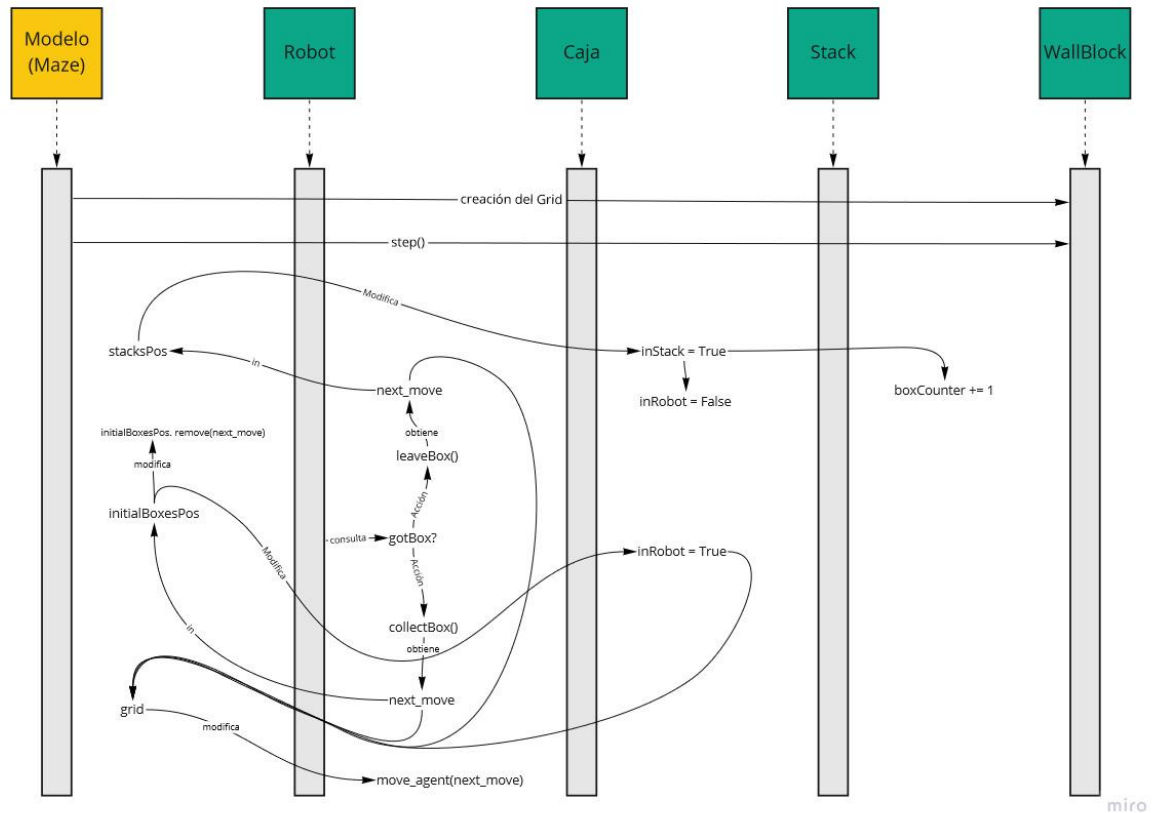 Modelo
(Maze)
Robot
Caja
Stack
WallBlock
creación del Grid
step()
Modifica
stacksPos
in
next_move
inStack = True
inRobot = False
boxCounter += 1
initialBoxesPos. remove(next_move)
modifica
obtiene
leaveBox()
Acción
initialBoxesPos
consulta
gotBox?
Modifica
inRobot = True
Acción
collectBox()
in
obtiene
next_move
grid
modifica
move_agent(next_move)
miro